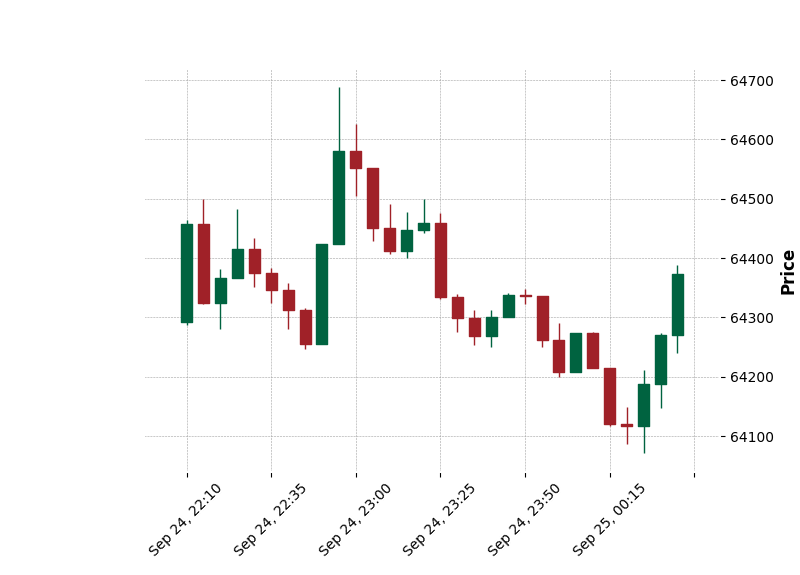 64700
64600
64500
64400
64300
64200
64100
Price
Sep 24, 22:10
Sep 24, 22:35
Sep 24, 23:00
Sep 24, 23:25
Sep 24, 23:50
Sep 25, 00:15